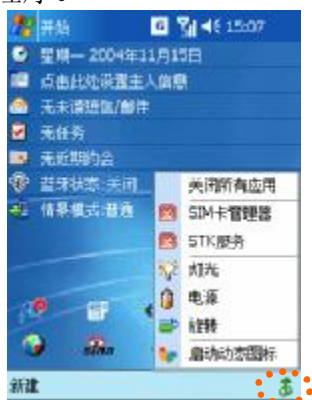 开始 15:07
星期一 2004年11月15日
点击此处设置主人信息
无未读短信/邮件
无任务
无近期约会
蓝牙状态:关闭
情景模式:普通
关闭所有应用
SIM卡管理器
STK服务
灯光
电源
旋转
启动动态图标
新建